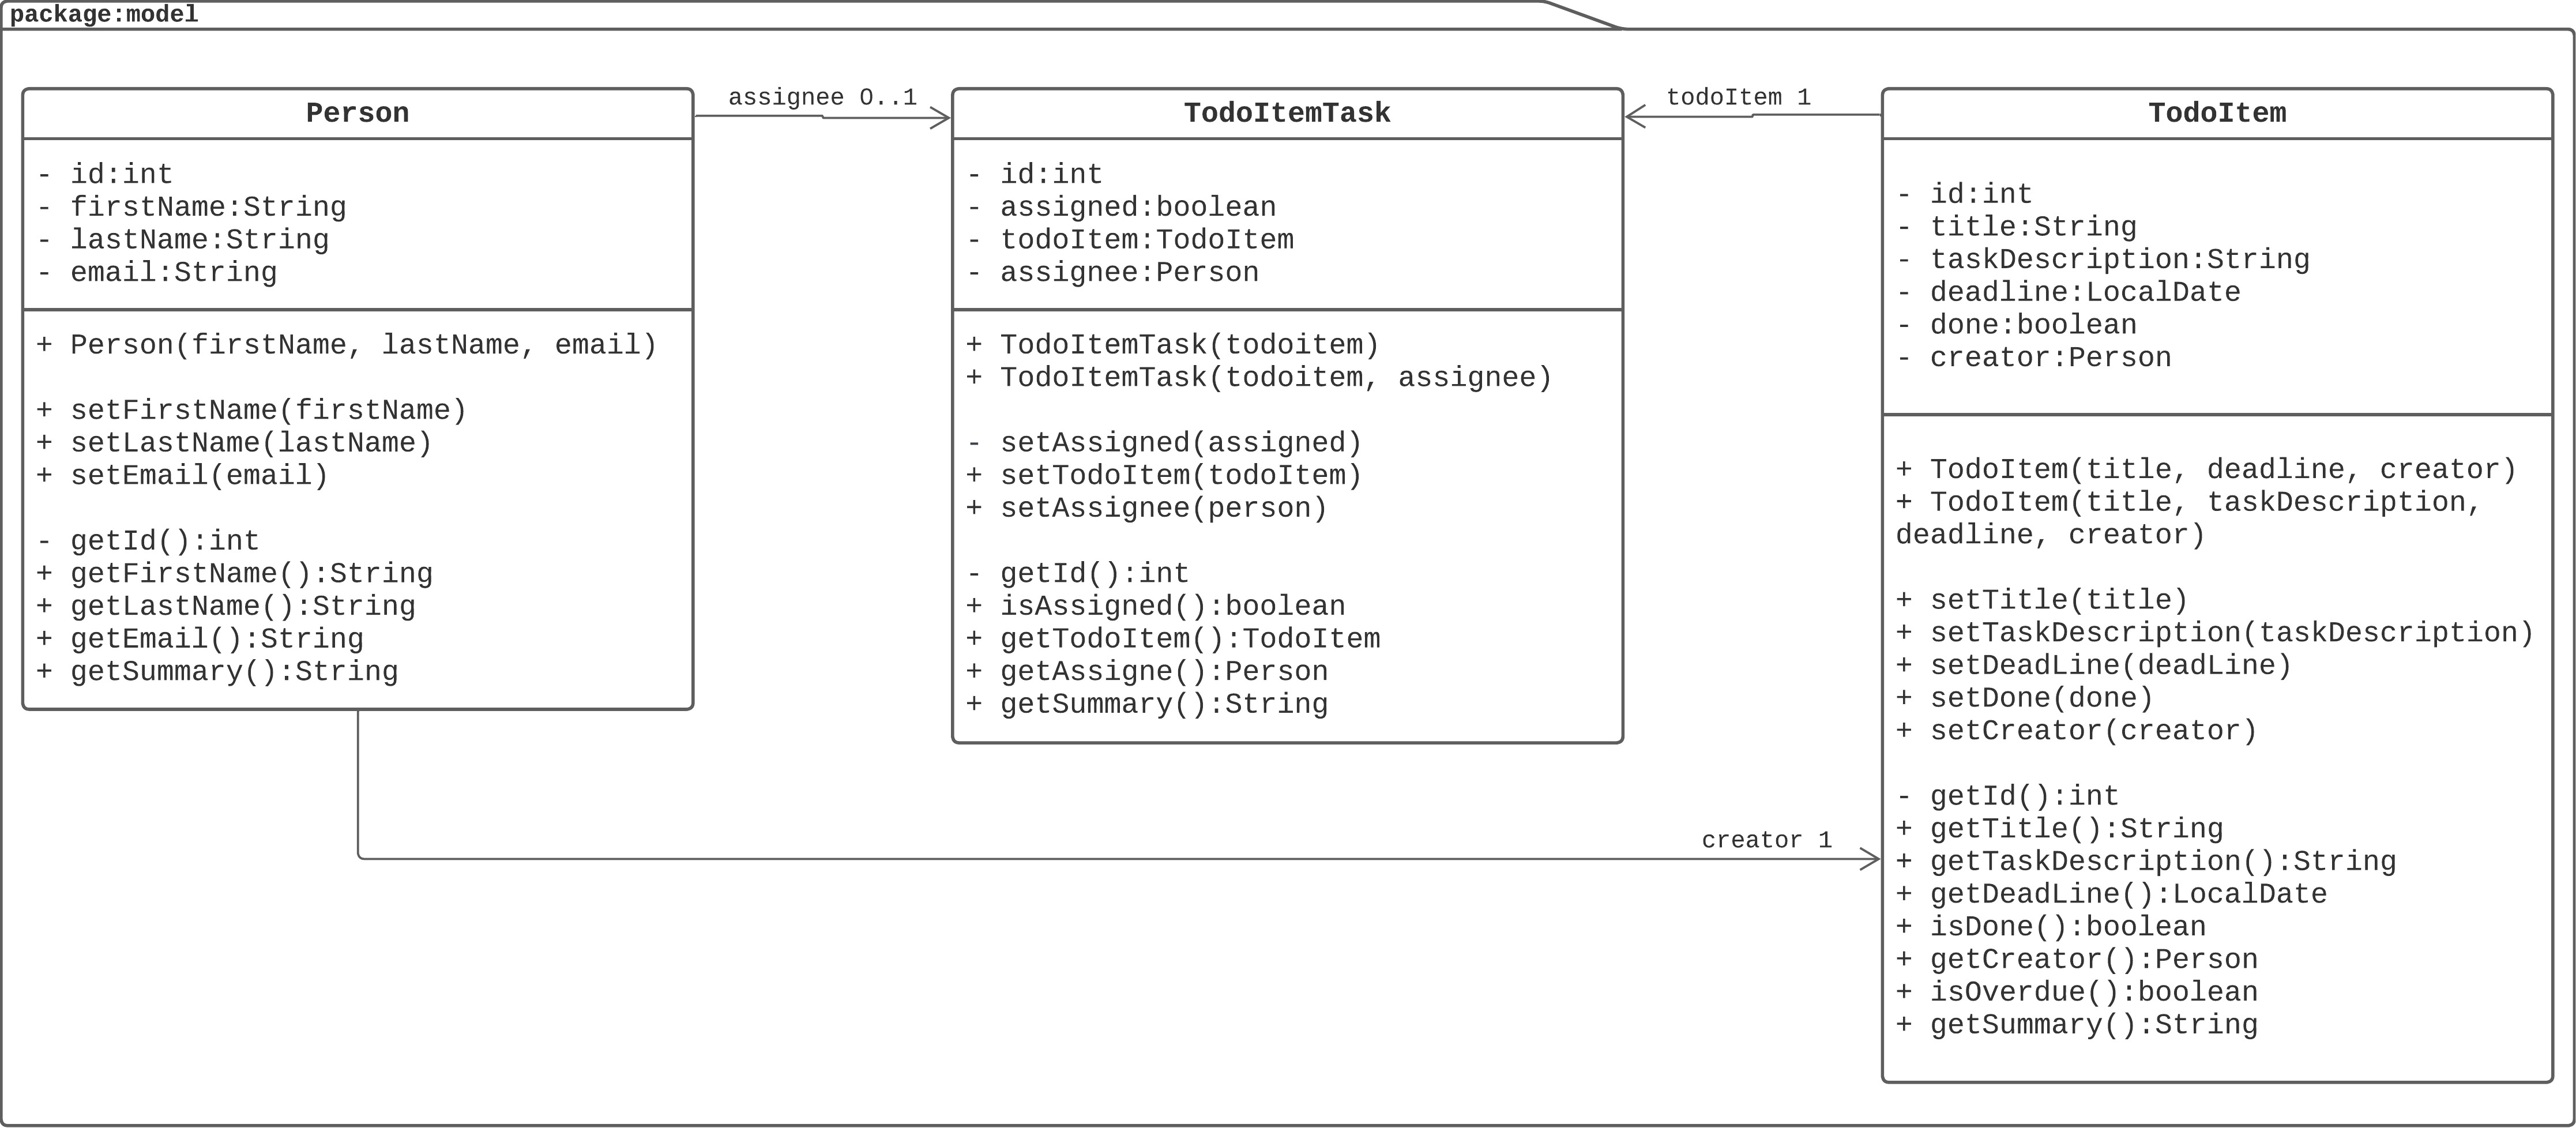 package:model
assignee 0..1
todoItem 1
creator 1
Person
- id:int
- firstName:String
- lastName:String
- email:String
+ Person(firstName, lastName, email)
+ setFirstName(firstName)
+ setLastName(lastName)
+ setEmail(email)
- getId():int
+ getFirstName():String
+ getLastName():String
+ getEmail():String
+ getSummary():String
TodoItemTask
- id:int
- assigned:boolean
- todoItem:TodoItem
- assignee:Person
+ TodoItemTask(todoitem)
+ TodoItemTask(todoitem, assignee)
- setAssigned(assigned)
+ setTodoItem(todoItem)
+ setAssignee(person)
- getId():int
+ isAssigned():boolean
+ getTodoItem():TodoItem
+ getAssigne():Person
+ getSummary():String
TodoItem
- id:int
- title:String
- taskDescription:String
- deadline:LocalDate
- done:boolean
- creator:Person
+ TodoItem(title, deadline, creator)
+ TodoItem(title, taskDescription,
deadline, creator)
+ setTitle(title)
+ setTaskDescription(taskDescription)
+ setDeadLine(deadLine)
+ setDone(done)
+ setCreator(creator)
- getId():int
+ getTitle():String
+ getTaskDescription():String
+ getDeadLine():LocalDate
+ isDone():boolean
+ getCreator():Person
+ isOverdue():boolean
+ getSummary():String